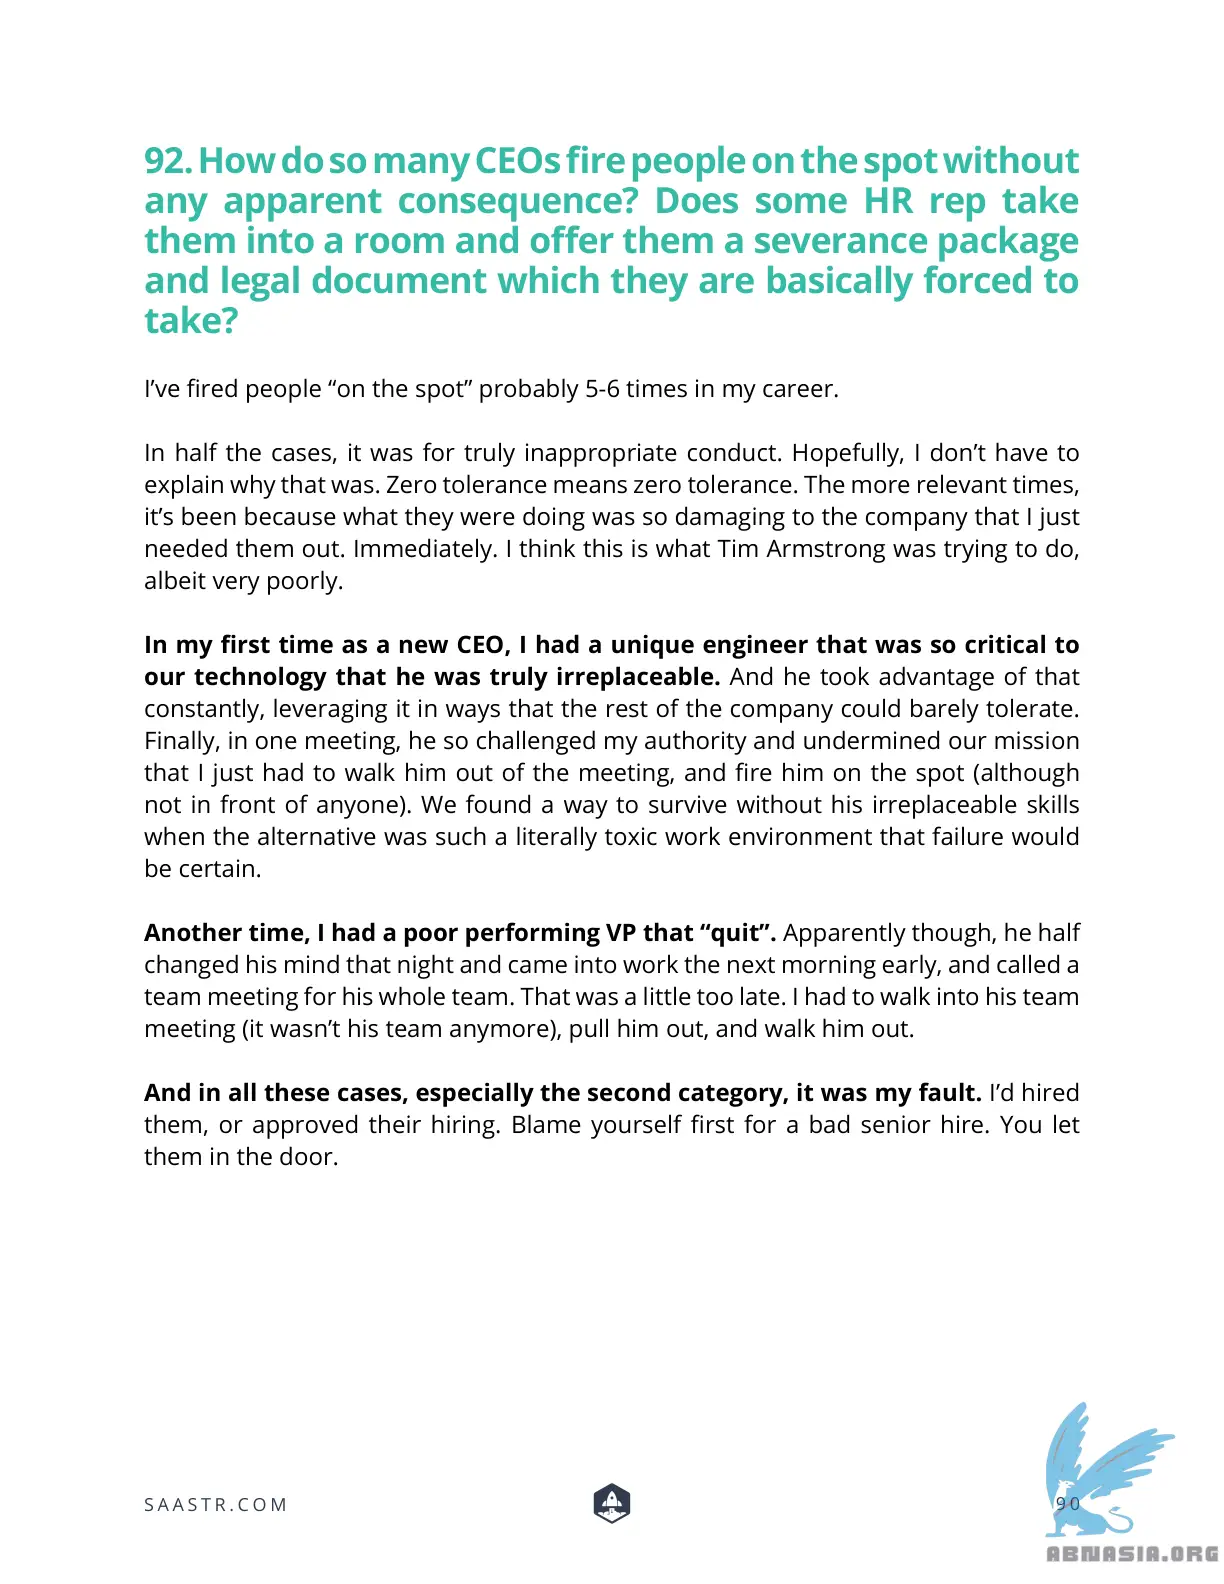 92. How do so many CEOs fire people on the spot without
any apparent consequence? Does some HR rep take
them into a room and offer them a severance package
and legal document which they are basically forced to
take?
I’ve fired people “on the spot” probably 5-6 times in my career.
In half the cases, it was for truly inappropriate conduct. Hopefully, I don’t have to
explain why that was. Zero tolerance means zero tolerance. The more relevant times,
it’s been because what they were doing was so damaging to the company that I just
needed them out. Immediately. I think this is what Tim Armstrong was trying to do,
albeit very poorly.
In my first time as a new CEO, I had a unique engineer that was so critical to
our technology that he was truly irreplaceable. And he took advantage of that
constantly, leveraging it in ways that the rest of the company could barely tolerate.
Finally, in one meeting, he so challenged my authority and undermined our mission
that I just had to walk him out of the meeting, and fire him on the spot (although
not in front of anyone). We found a way to survive without his irreplaceable skills
when the alternative was such a literally toxic work environment that failure would
be certain.
Another time, I had a poor performing VP that “quit”. Apparently though, he half
changed his mind that night and came into work the next morning early, and called a
team meeting for his whole team. That was a little too late. I had to walk into his team
meeting (it wasn’t his team anymore), pull him out, and walk him out.
And in all these cases, especially the second category, it was my fault. I’d hired
them, or approved their hiring. Blame yourself first for a bad senior hire. You let
them in the door.
SAASTR.COM
90
ABNASIA.ORG